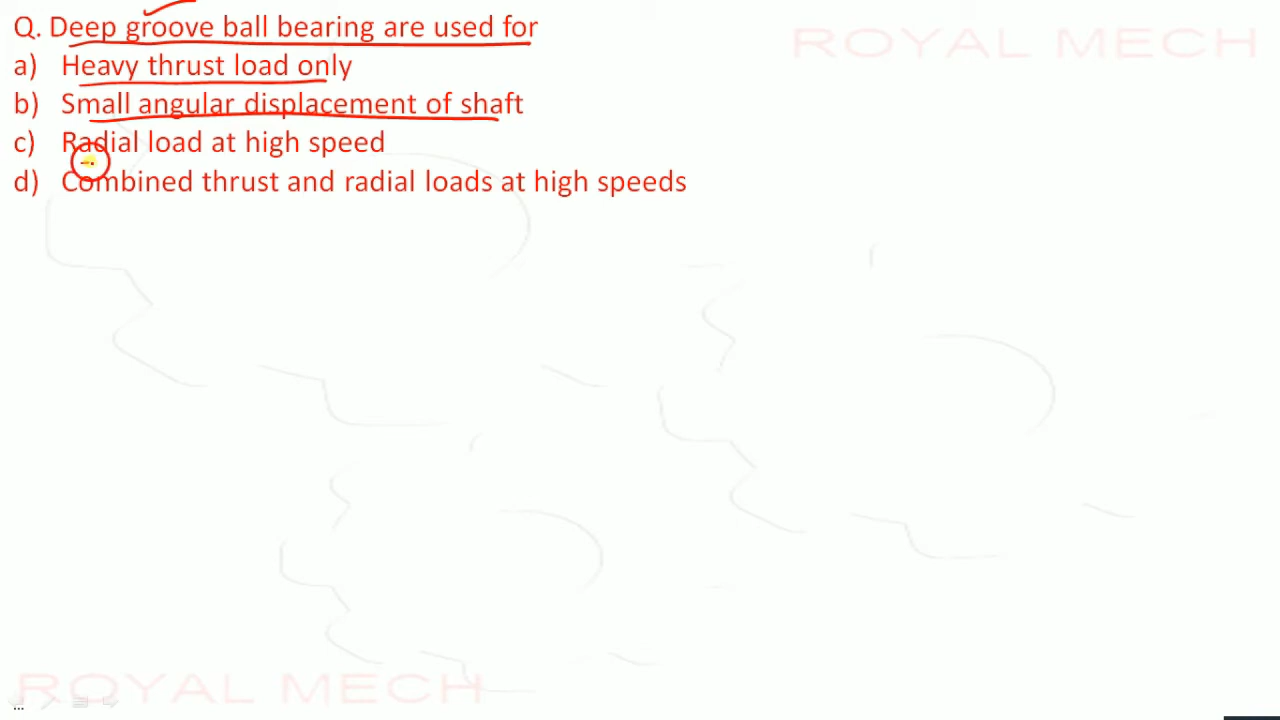 Q. Deep groove ball bearing are used for
ROYAL MECH
a) Heavy thrust load only
b) Small angular displacement of shaft
c) Radial load at high speed
d) Combined thrust and radial loads at high speeds
ROYAL MECH